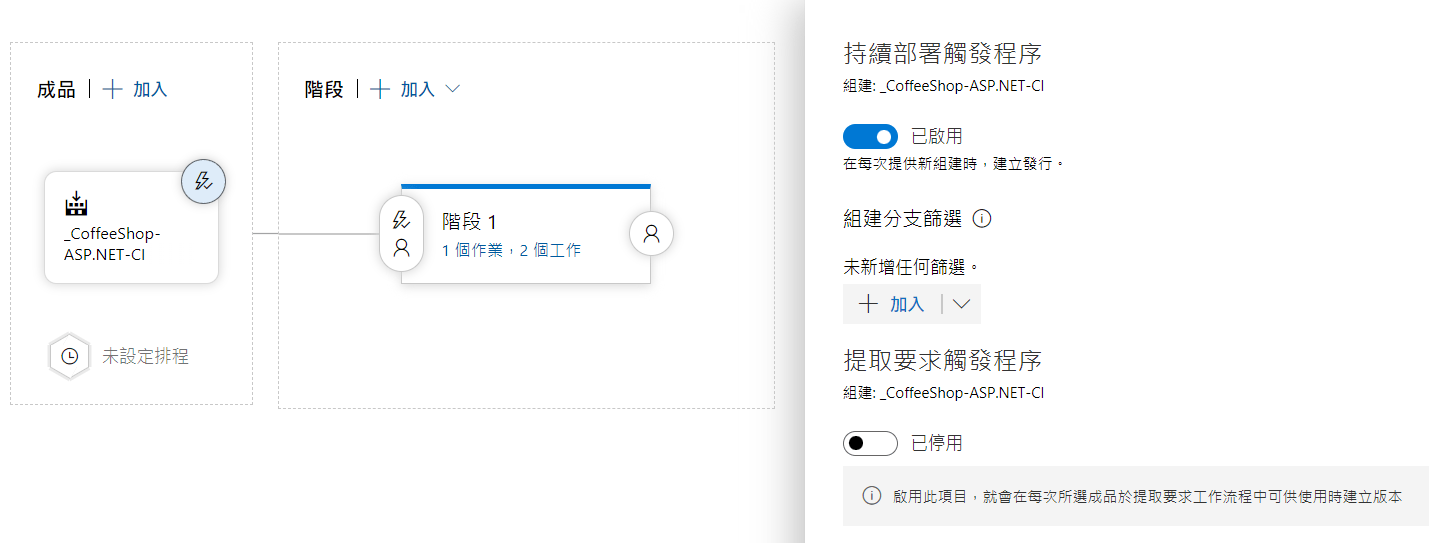 成品 加入
_CoffeeShop-
ASP.NET-CI
未設定排程
階段 加入
階段 1
1 個作業，2 個工作
持續部署觸發程序
組建: _CoffeeShop-ASP.NET-CI
已啟用
在每次提供新組建時，建立發行。
組建分支篩選
未新增任何篩選。
加入
提取要求觸發程序
組建: _CoffeeShop-ASP.NET-CI
已停用
啟用此項目，就會在每次所選成品於提取要求工作流程中可供使用時建立版本